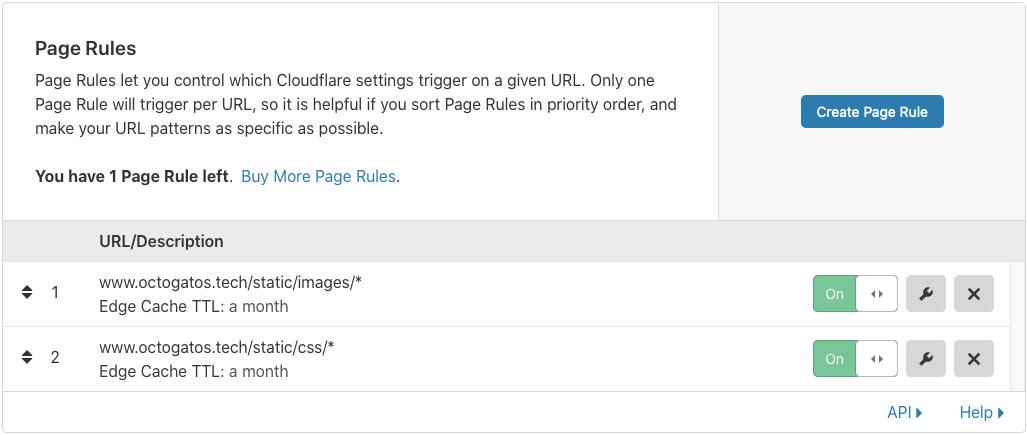 Page Rules
Page Rules let you control which Cloudflare settings trigger on a given URL. Only one
Page Rule will trigger per URL, so it is helpful if you sort Page Rules in priority order, and
make your URL patterns as specific as possible.
You have 1 Page Rule left. Buy More Page Rules.
Create Page Rule
URL/Description
1
www.octogatos.tech/static/images/*
Edge Cache TTL: a month
On
2
www.octogatos.tech/static/css/*
Edge Cache TTL: a month
On
API
Help